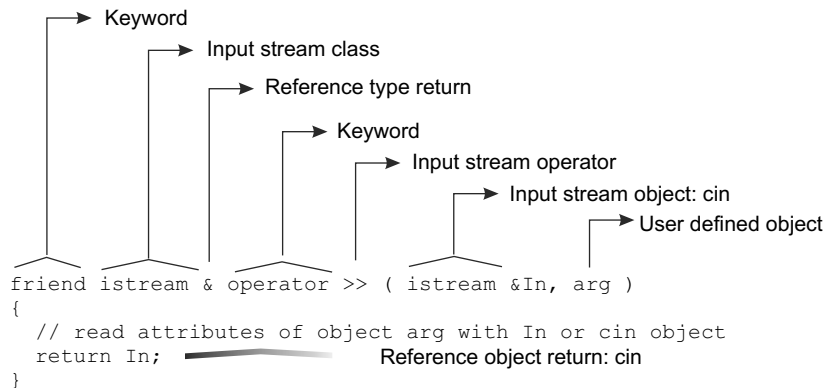 Keyword
Input stream class
Reference type return
Keyword
Input stream operator
Input stream object: cin
User defined object
friend istream & operator >> ( istream &In, arg )
{
// read attributes of object arg with In or cin object
return In; Reference object return: cin
}